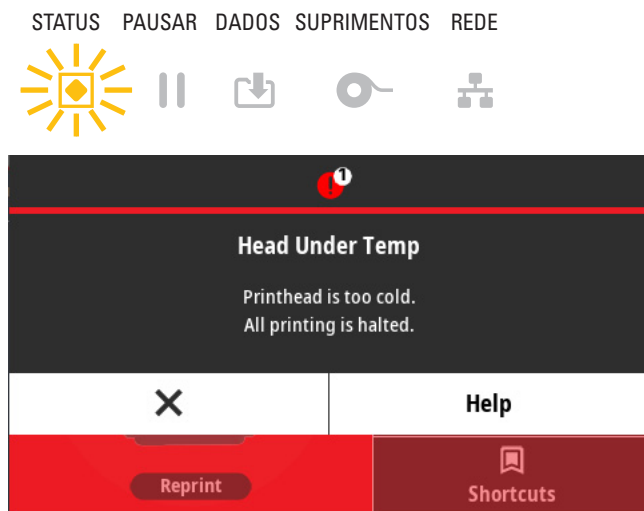 STATUS PAUSAR DADOS SUPRIMENTOS REDE
1
Head Under Temp
Printhead is too cold.
All printing is halted.
Help
Reprint
Shortcuts